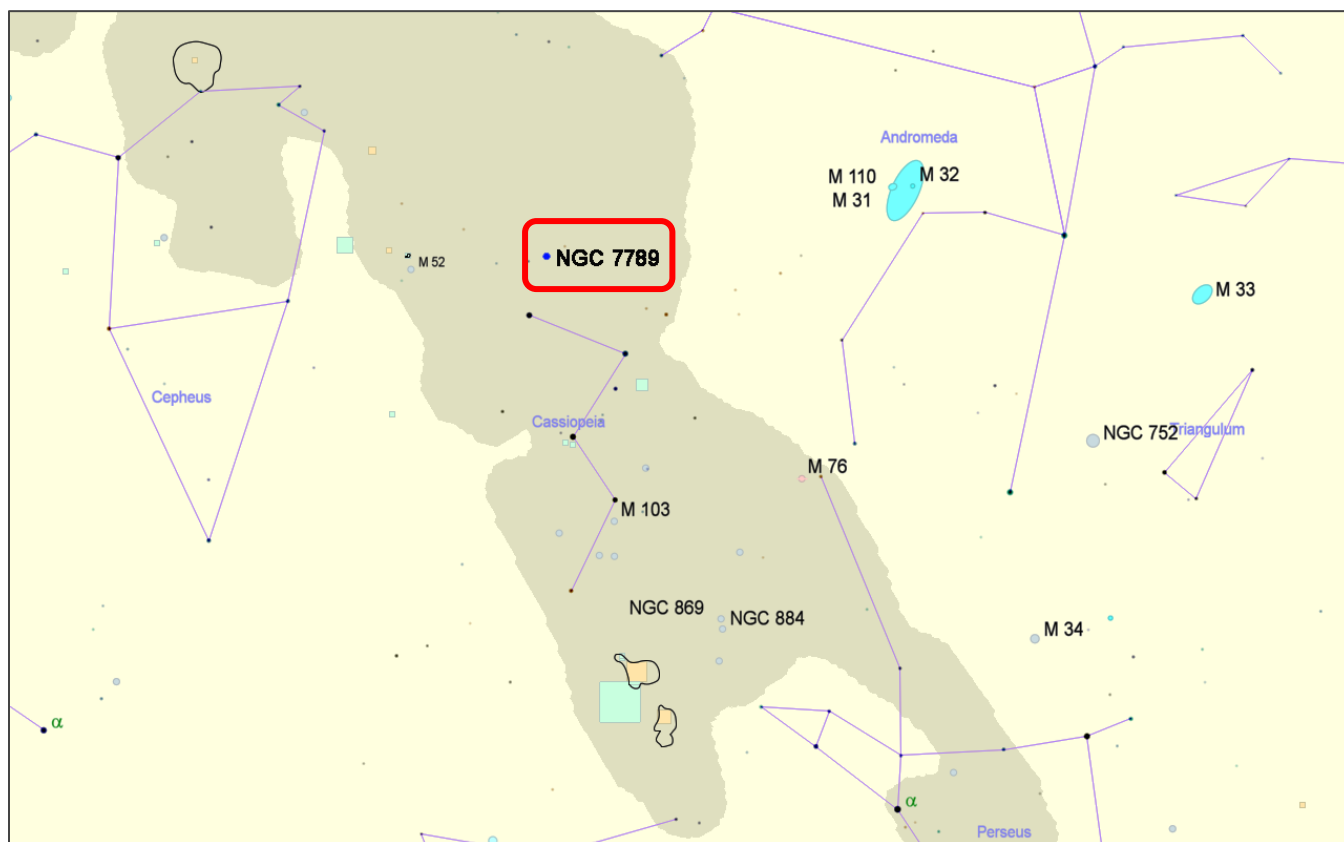 Andromeda
M 110
M 32
M 31
NGC 7789
M 52
M 33
Cepheus
Cassiopeia
NGC 752
Triangulum
M 76
M 103
NGC 869
NGC 884
M 34
α
α
Perseus